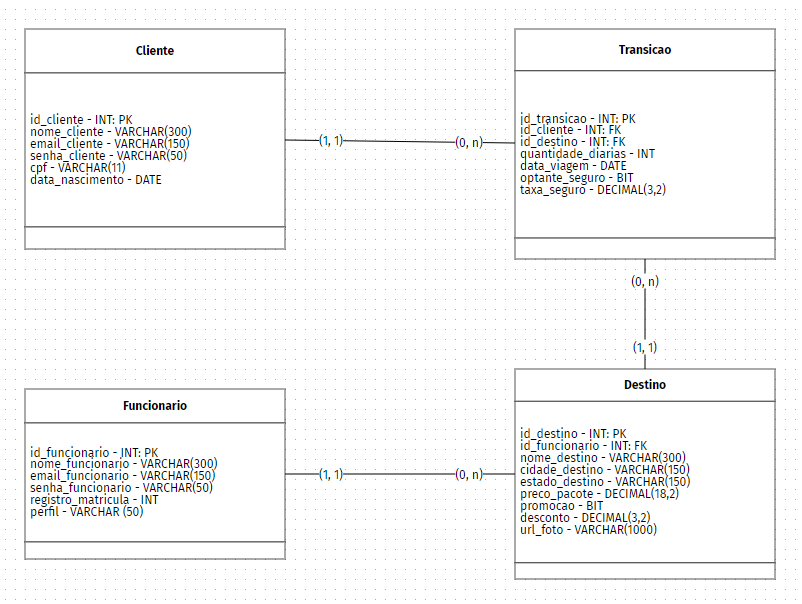 Cliente
id_cliente - INT: PK
nome_cliente - VARCHAR(300)
email_cliente - VARCHAR(150)
senha_cliente - VARCHAR(50)
cpf - VARCHAR(11)
data_nascimento - DATE
(1, 1)
(0, n)
Transicao
id_transicao - INT: PK
id_cliente - INT: FK
id_destino - INT: FK
quantidade_diarias - INT
data_viagem - DATE
optante_seguro - BIT
taxa_seguro - DECIMAL(3,2)
(0, n)
(1, 1)
Funcionario
id_funcionario - INT: PK
nome_funcionario - VARCHAR(300)
email_funcionario - VARCHAR(150)
senha_funcionario - VARCHAR(50)
registro_matricula - INT
perfil - VARCHAR (50)
(1, 1)
(0, n)
Destino
id_destino - INT: PK
id_funcionario - INT: FK
nome_destino - VARCHAR(300)
cidade_destino - VARCHAR(150)
estado_destino - VARCHAR(150)
preco_pacote - DECIMAL(18,2)
promocao - BIT
desconto - DECIMAL(3,2)
url_foto - VARCHAR(1000)